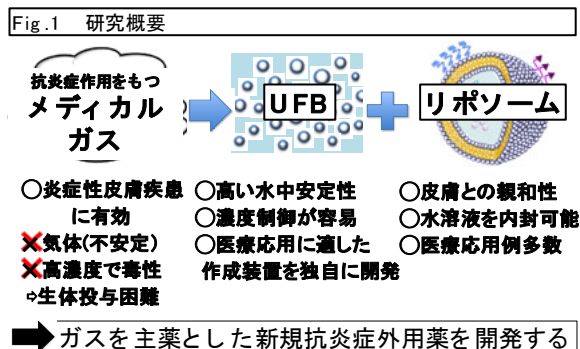 Fig.1 研究概要
抗炎症作用をもつ
メディカル
ガス
UFB
リポソーム
○炎症性皮膚疾患
に有効
×気体(不安定)
×高濃度で毒性
⇨生体投与困難
○高い水中安定性
○濃度制御が容易
○医療応用に適した
作成装置を独自に開発
○皮膚との親和性
○水溶液を内封可能
○医療応用例多数
ガスを主薬とした新規抗炎症外用薬を開発する